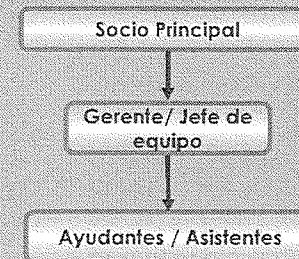 Socio Principal
Gerente/ Jefe de
equipo
Ayudantes / Asistentes